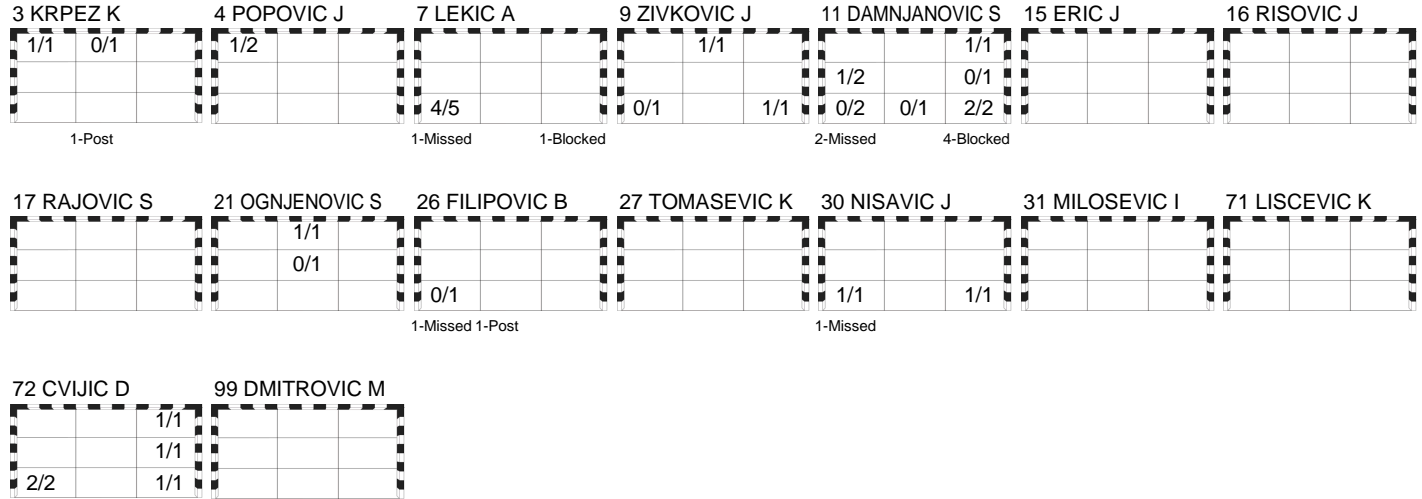 3 KRPEZ K 4 POPOVIC J 7 LEKIC A 9 ZIVKOVIC J 11 DAMNJANOVIC S 15 ERIC J 16 RISOVIC J
1/1 0/1 1/2 1/1 1/1
1/2 0/1
4/5 0/1 1/1 0/2 0/1 2/2
1-Post 1-Missed 1-Blocked 2-Missed 4-Blocked
17 RAJOVIC S 21 OGNJENOVIC S 26 FILIPOVIC B 27 TOMASEVIC K 30 NISAVIC J 31 MILOSEVIC I 71 LISCEVIC K
1/1
0/1
0/1 1/1 1/1
1-Missed 1-Post 1-Missed
72 CVIJIC D 99 DMITROVIC M
1/1
1/1
2/2 1/1